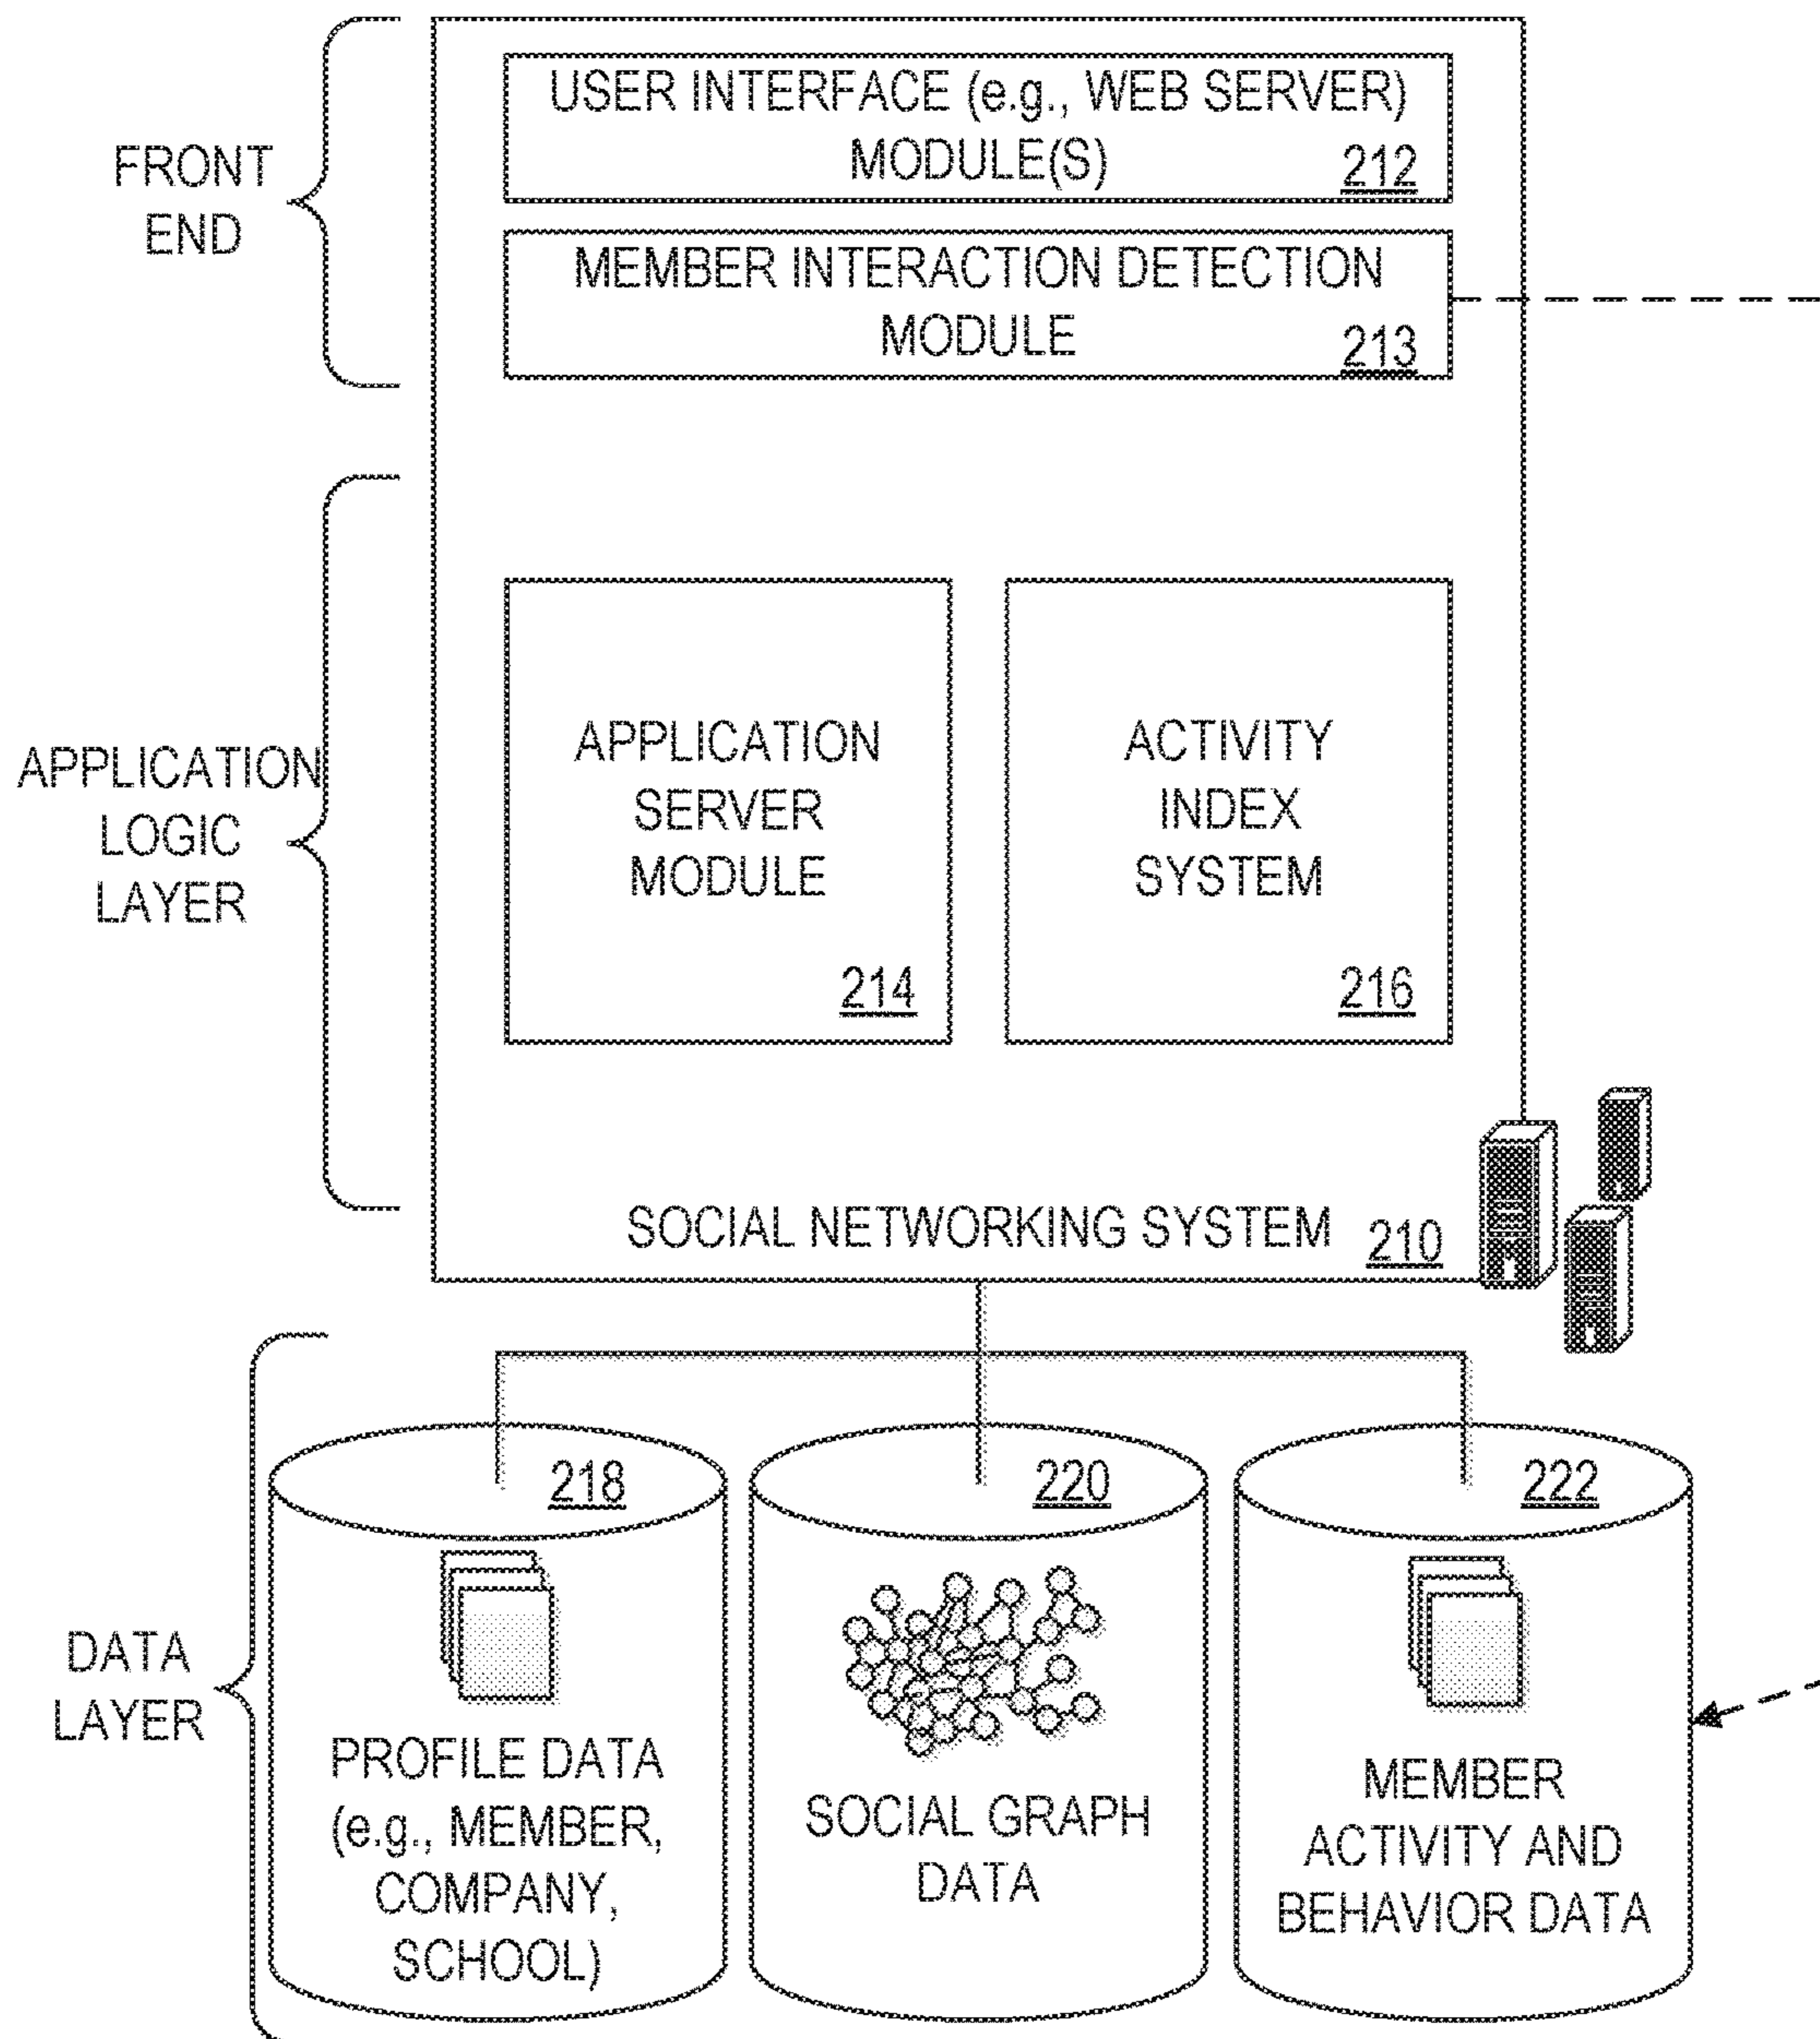 FRONT
END
USER INTERFACE (e.g., WEB SERVER)
MODULE(S)
212
MEMBER INTERACTION DETECTION
MODULE
213
APPLICATION
LOGIC
LAYER
APPLICATION
SERVER
MODULE
214
ACTIVITY
INDEX
SYSTEM
216
SOCIAL NETWORKING SYSTEM 210
DATA
LAYER
218
PROFILE DATA
(e.g., MEMBER,
COMPANY,
SCHOOL)
220
SOCIAL GRAPH
DATA
222
MEMBER
ACTIVITY AND
BEHAVIOR DATA